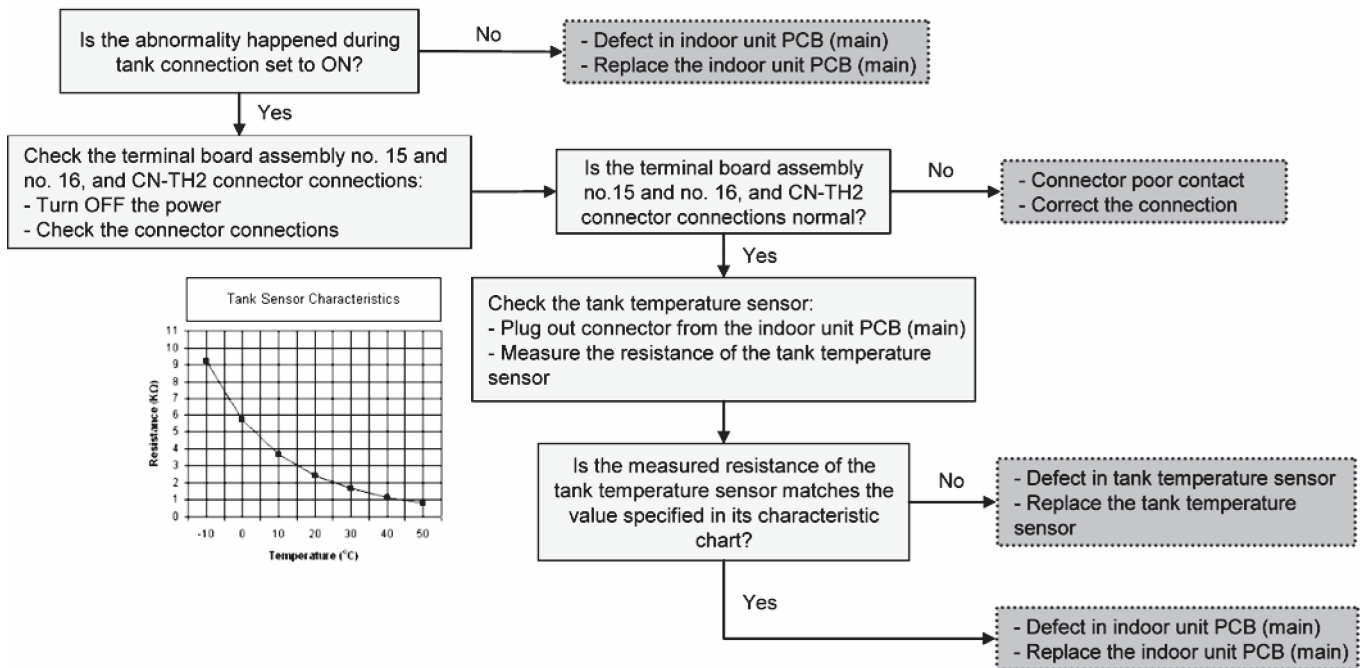 Is the abnormality happened during
tank connection set to ON?
No
- Defect in indoor unit PCB (main)
- Replace the indoor unit PCB (main)
Yes
Check the terminal board assembly no. 15 and
no. 16, and CN-TH2 connector connections:
- Turn OFF the power
- Check the connector connections
Is the terminal board assembly
no.15 and no. 16, and CN-TH2
connector connections normal?
No
- Connector poor contact
- Correct the connection
Yes
Check the tank temperature sensor:
- Plug out connector from the indoor unit PCB (main)
- Measure the resistance of the tank temperature
sensor
Tank Sensor Characteristics
Resistance (KΩ)
11
10
9
8
7
6
5
4
3
2
1
0
-10 0 10 20 30 40 50
Temperature (°C)
Is the measured resistance of the
tank temperature sensor matches the
value specified in its characteristic
chart?
No
- Defect in tank temperature sensor
- Replace the tank temperature
sensor
Yes
- Defect in indoor unit PCB (main)
- Replace the indoor unit PCB (main)